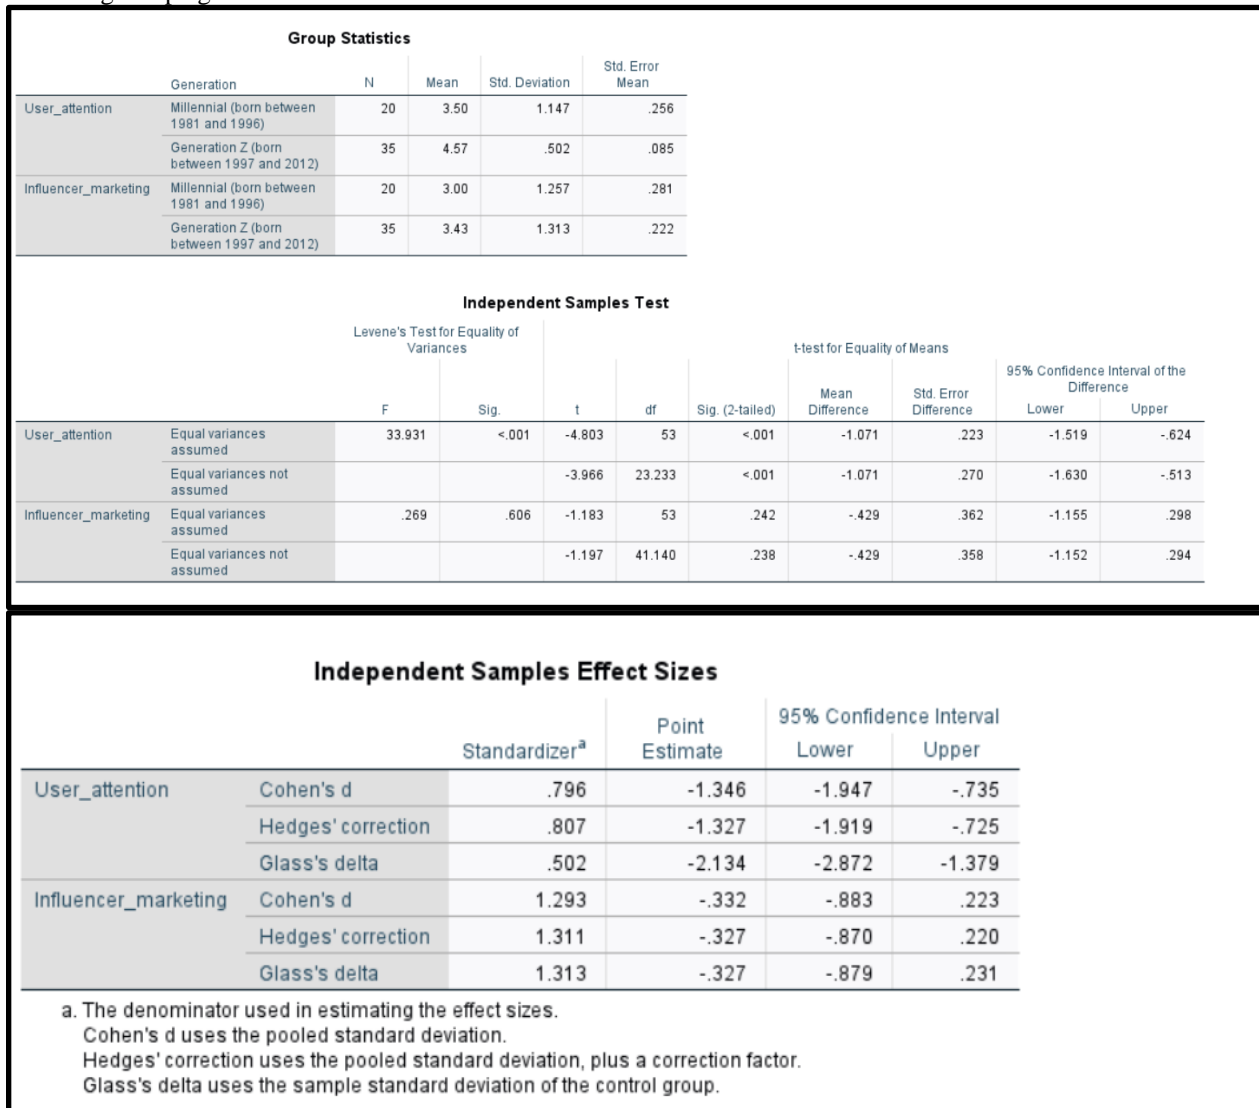 Group Statistics
Generation N Mean Std. Deviation Std. Error Mean
User_attention Millennial (born between 1981 and 1996) 20 3.50 1.147 .256
Generation Z (born between 1997 and 2012) 35 4.57 .502 .085
Influencer_marketing Millennial (born between 1981 and 1996) 20 3.00 1.257 .281
Generation Z (born between 1997 and 2012) 35 3.43 1.313 .222
Independent Samples Test
Levene's Test for Equality of Variances t-test for Equality of Means
95% Confidence Interval of the Difference
F Sig. t df Sig. (2-tailed) Mean Difference Std. Error Difference Lower Upper
User_attention Equal variances assumed 33.931 <.001 -4.803 53 <.001 -1.071 .223 -1.519 -.624
Equal variances not assumed -3.966 23.233 <.001 -1.071 .270 -1.630 -.513
Influencer_marketing Equal variances assumed .269 .606 -1.183 53 .242 -.429 .362 -1.155 .298
Equal variances not assumed -1.197 41.140 .238 -.429 .358 -1.152 .294
Independent Samples Effect Sizes
95% Confidence Interval
Standardizer^a Point Estimate Lower Upper
User_attention Cohen's d .796 -1.346 -1.947 -.735
Hedges' correction .807 -1.327 -1.919 -.725
Glass's delta .502 -2.134 -2.872 -1.379
Influencer_marketing Cohen's d 1.293 -.332 -.883 .223
Hedges' correction 1.311 -.327 -.870 .220
Glass's delta 1.313 -.327 -.879 .231
a. The denominator used in estimating the effect sizes.
Cohen's d uses the pooled standard deviation.
Hedges' correction uses the pooled standard deviation, plus a correction factor.
Glass's delta uses the sample standard deviation of the control group.